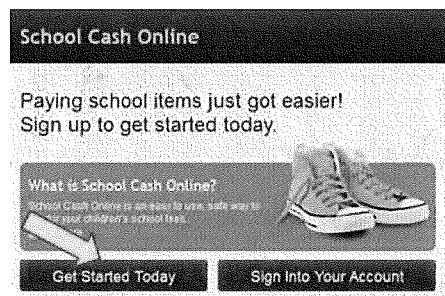 School Cash Online
Paying school items just got easier!
Sign up to get started today.
What is School Cash Online?
School Cash Online is an easy to use, safe way to
your children's school fees.
Get Started Today
Sign Into Your Account